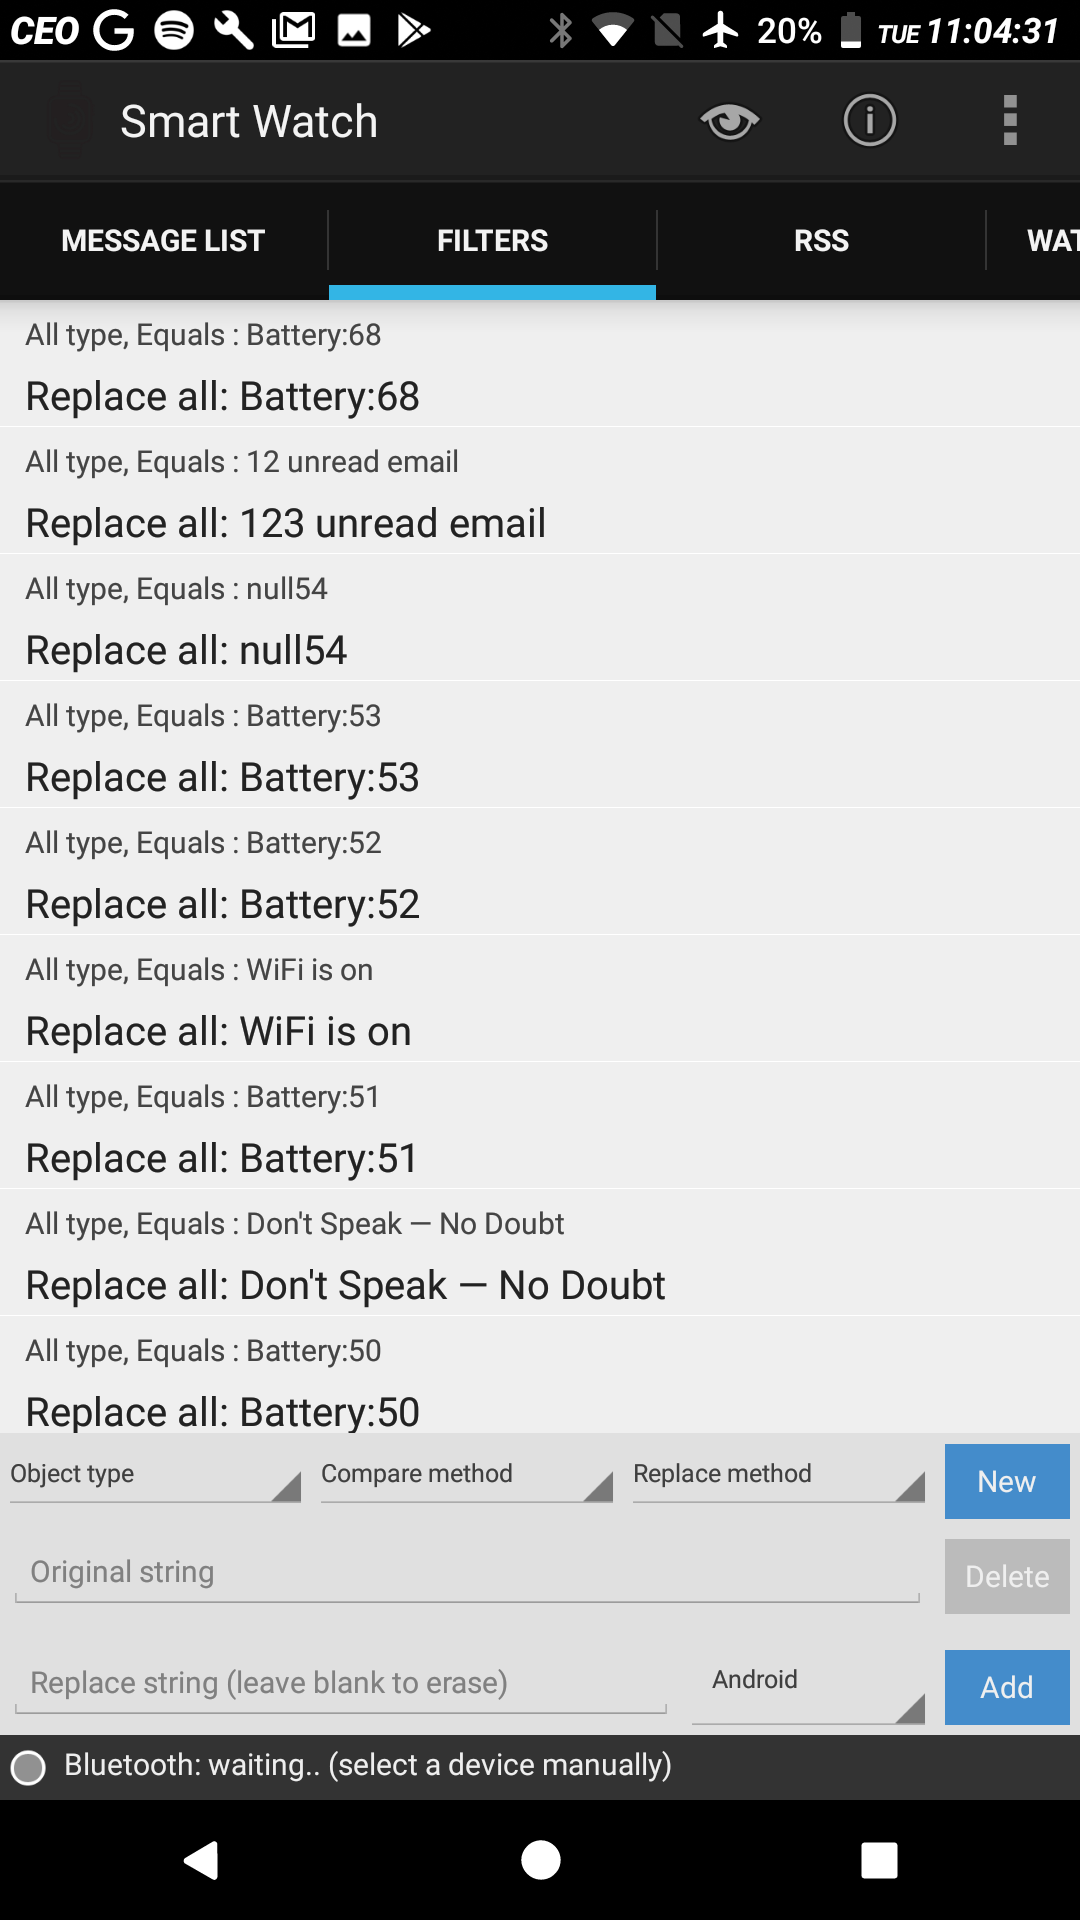 CEO 20% TUE 11:04:31
Smart Watch
MESSAGE LIST FILTERS RSS WAT
All type, Equals : Battery:68
Replace all: Battery:68
All type, Equals : 12 unread email
Replace all: 123 unread email
All type, Equals : null54
Replace all: null54
All type, Equals : Battery:53
Replace all: Battery:53
All type, Equals : Battery:52
Replace all: Battery:52
All type, Equals : WiFi is on
Replace all: WiFi is on
All type, Equals : Battery:51
Replace all: Battery:51
All type, Equals : Don't Speak — No Doubt
Replace all: Don't Speak — No Doubt
All type, Equals : Battery:50
Replace all: Battery:50
Object type Compare method Replace method New
Original string Delete
Replace string (leave blank to erase) Android Add
Bluetooth: waiting.. (select a device manually)